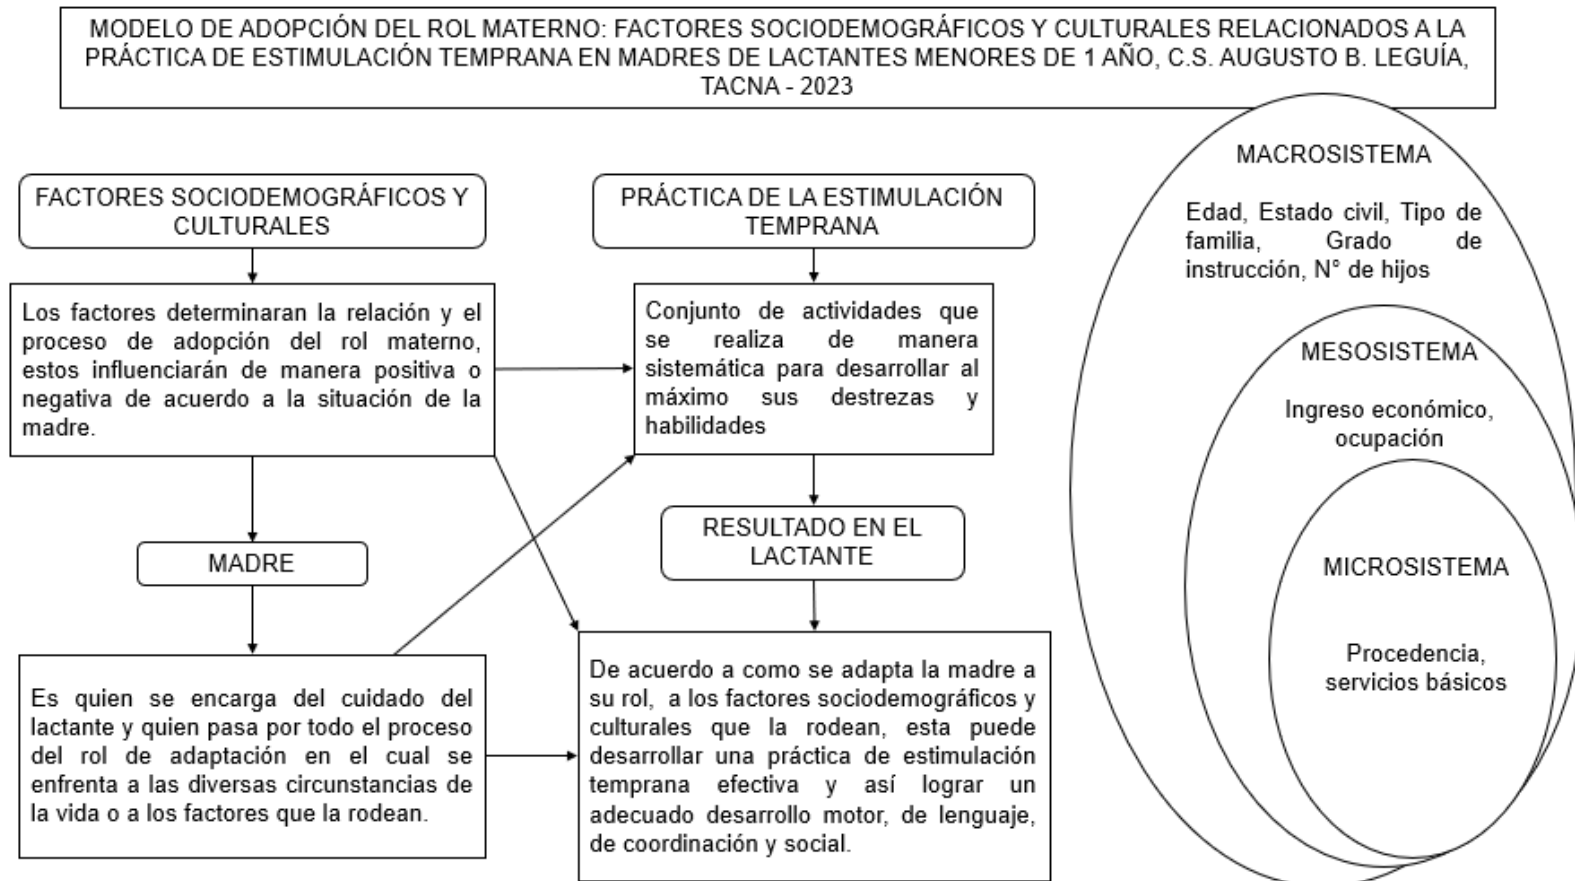 MODELO DE ADOPCIÓN DEL ROL MATERNO: FACTORES SOCIODEMOGRÁFICOS Y CULTURALES RELACIONADOS A LA
PRÁCTICA DE ESTIMULACIÓN TEMPRANA EN MADRES DE LACTANTES MENORES DE 1 AÑO, C.S. AUGUSTO B. LEGUÍA,
TACNA - 2023
FACTORES SOCIODEMOGRÁFICOS Y
CULTURALES
Los factores determinaran la relación y el
proceso de adopción del rol materno,
estos influenciarán de manera positiva o
negativa de acuerdo a la situación de la
madre.
MADRE
Es quien se encarga del cuidado del
lactante y quien pasa por todo el proceso
del rol de adaptación en el cual se
enfrenta a las diversas circunstancias de
la vida o a los factores que la rodean.
PRÁCTICA DE LA ESTIMULACIÓN
TEMPRANA
Conjunto de actividades que
se realiza de manera
sistemática para desarrollar al
máximo sus destrezas y
habilidades
RESULTADO EN EL
LACTANTE
De acuerdo a como se adapta la madre a
su rol, a los factores sociodemográficos y
culturales que la rodean, esta puede
desarrollar una práctica de estimulación
temprana efectiva y así lograr un
adecuado desarrollo motor, de lenguaje,
de coordinación y social.
MACROSISTEMA
Edad, Estado civil, Tipo de
familia, Grado de
instrucción, N° de hijos
MESOSISTEMA
Ingreso económico,
ocupación
MICROSISTEMA
Procedencia,
servicios básicos